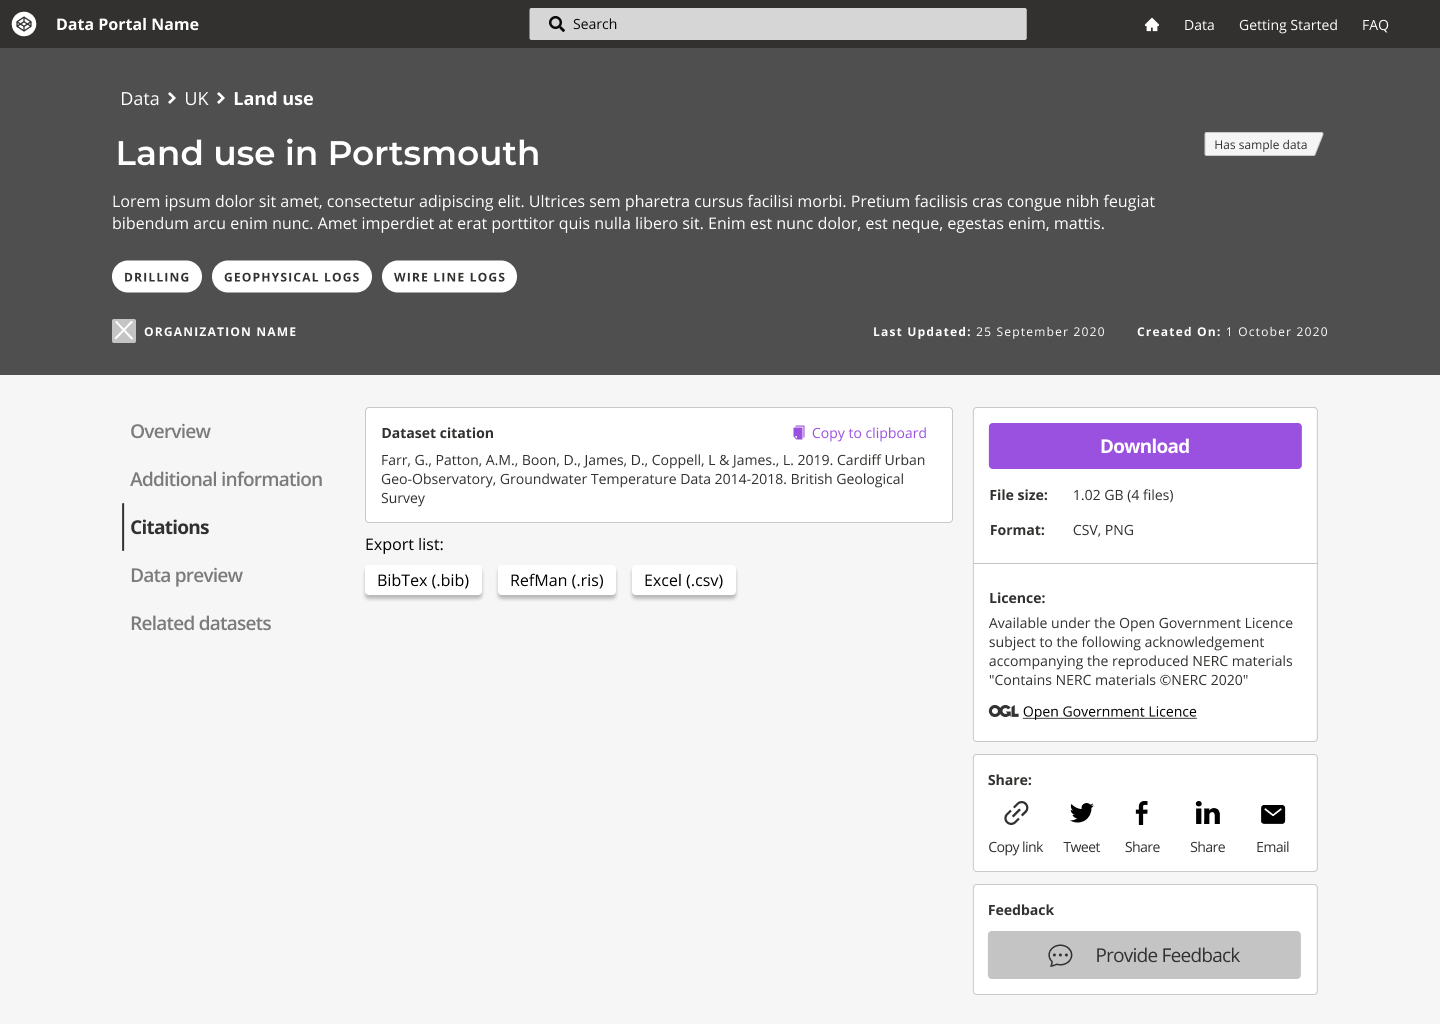 Data Portal Name
Search
Data
Getting Started
FAQ
Data
UK
Land use
Land use in Portsmouth
Has sample data
Lorem ipsum dolor sit amet, consectetur adipiscing elit. Ultrices sem pharetra cursus facilisi morbi. Pretium facilisis cras congue nibh feugiat
bibendum arcu enim nunc. Amet imperdiet at erat porttitor quis nulla libero sit. Enim est nunc dolor, est neque, egestas enim, mattis.
DRILLING
GEOPHYSICAL LOGS
WIRE LINE LOGS
ORGANIZATION NAME
Last Updated: 25 September 2020
Created On: 1 October 2020
Overview
Additional information
Citations
Data preview
Related datasets
Dataset citation
Copy to clipboard
Farr, G., Patton, A.M., Boon, D., James, D., Coppell, L & James., L. 2019. Cardiff Urban
Geo-Observatory, Groundwater Temperature Data 2014-2018. British Geological
Survey
Export list:
BibTex (.bib)
RefMan (.ris)
Excel (.csv)
Download
File size: 1.02 GB (4 files)
Format: CSV, PNG
Licence:
Available under the Open Government Licence
subject to the following acknowledgement
accompanying the reproduced NERC materials
"Contains NERC materials ©NERC 2020"
OGL Open Government Licence
Share:
Copy link
Tweet
Share
Share
Email
Feedback
Provide Feedback